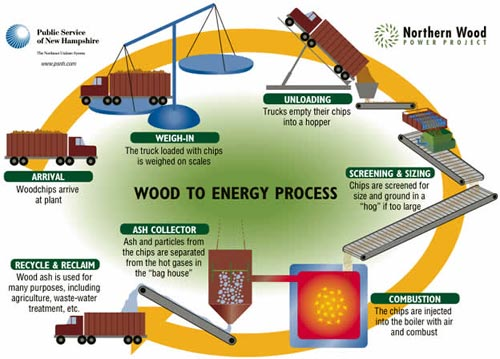 Public Service
of New Hampshire
The Northeast Utilities System
www.psnh.com
Northern Wood
POWER PROJECT
UNLOADING
Trucks empty their chips
into a hopper
WEIGH-IN
The truck loaded with chips
is weighed on scales
ARRIVAL
Woodchips arrive
at plant
SCREENING & SIZING
Chips are screened for
size and ground in a
"hog" if too large
WOOD TO ENERGY PROCESS
ASH COLLECTOR
Ash and particles from
the chips are separated
from the hot gases in
the "bag house"
RECYCLE & RECLAIM
Wood ash is used for
many purposes, including
agriculture, waste-water
treatment, etc.
COMBUSTION
The chips are injected
into the boiler with air
and combust